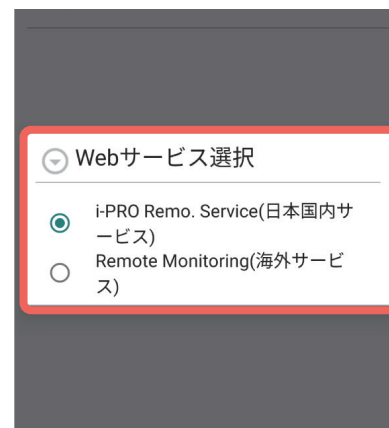 Webサービス選択
i-PRO Remo. Service(日本国内サ
ービス)
Remote Monitoring(海外サービ
ス)